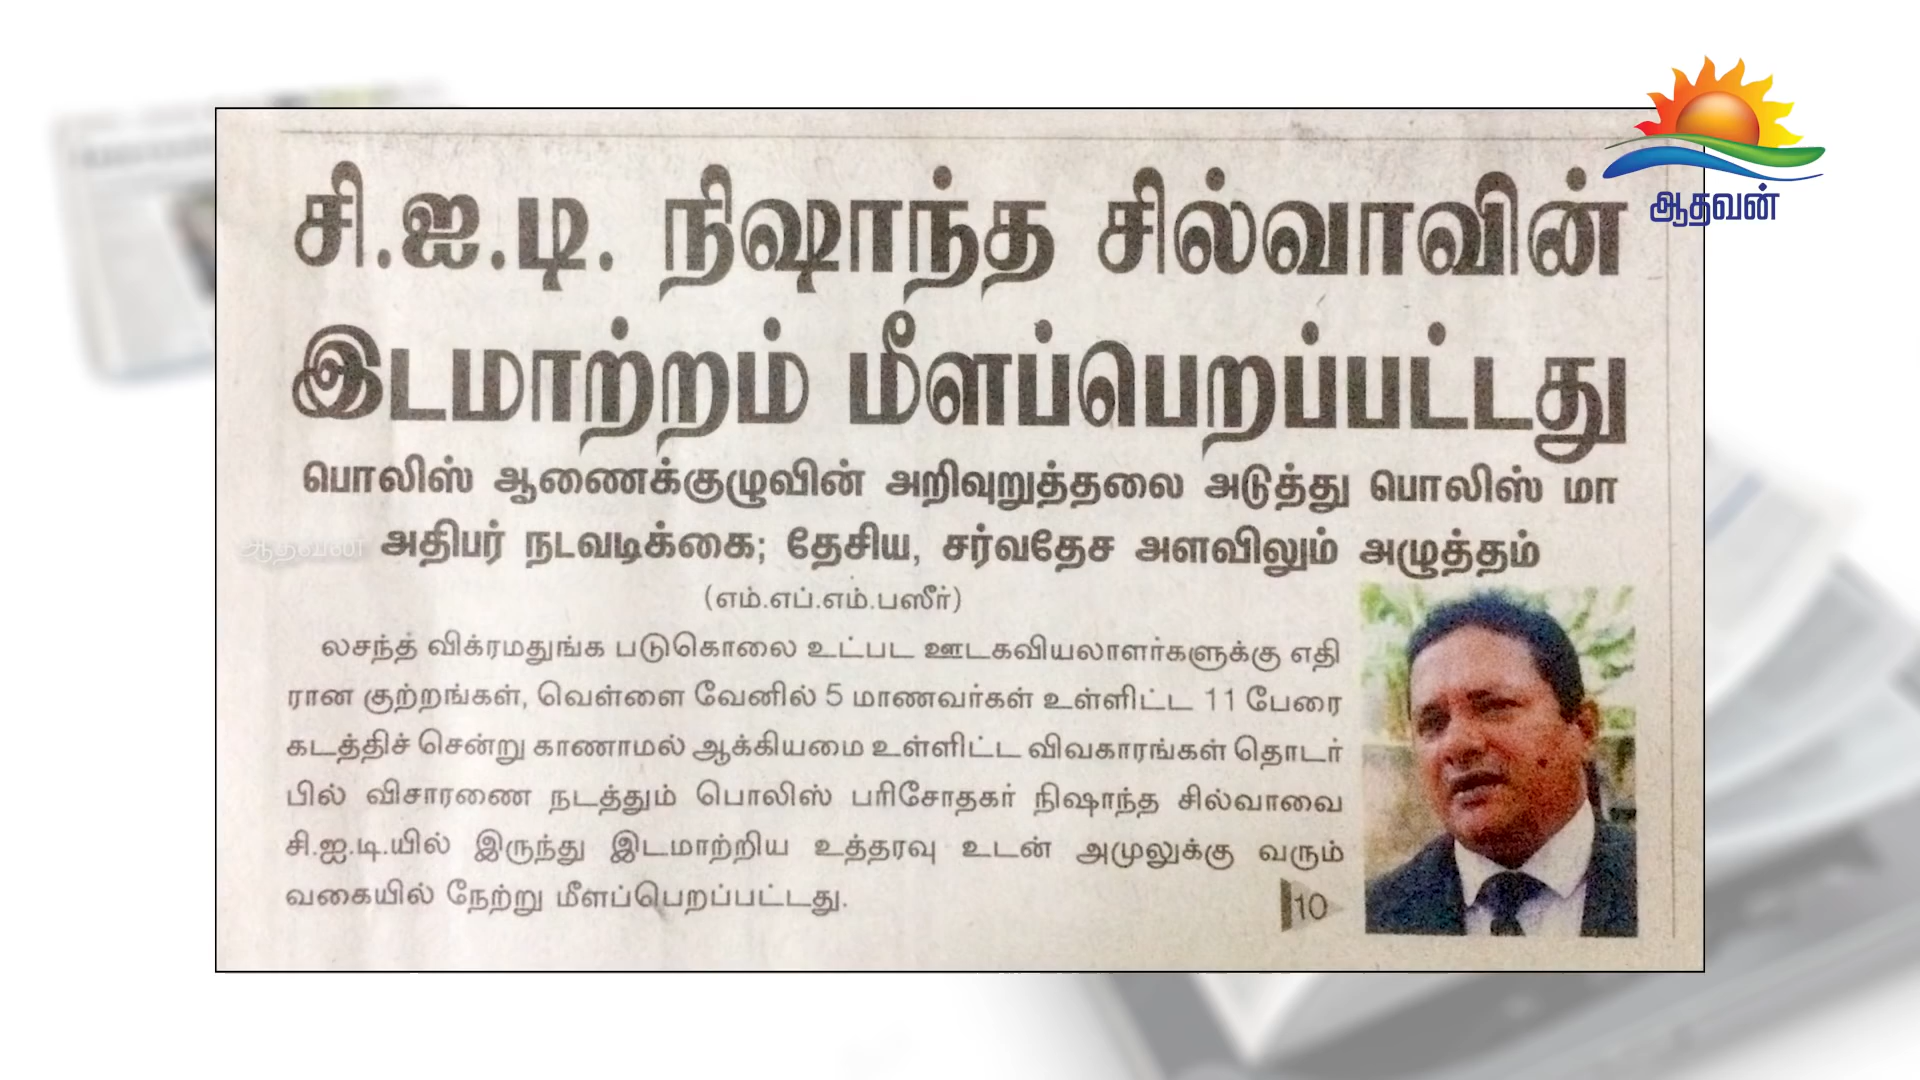 ஆதவன்
சி.ஐ.டி. நிஷாந்த சில்வாவின்
இடமாற்றம் மீளப்பெறப்பட்டது
பொலிஸ் ஆணைக்குழுவின் அறிவுறுத்தலை அடுத்து பொலிஸ் மா
அதிபர் நடவடிக்கை; தேசிய, சர்வதேச அளவிலும் அழுத்தம்
ஆதவன்
(எம்.எப்.எம்.பஸீர்)
லசந்த் விக்ரமதுங்க படுகொலை உட்பட ஊடகவியலாளர்களுக்கு எதி
ரான குற்றங்கள், வெள்ளை வேனில் 5 மாணவர்கள் உள்ளிட்ட 11 பேரை
கடத்திச் சென்று காணாமல் ஆக்கியமை உள்ளிட்ட விவகாரங்கள் தொடர்
பில் விசாரணை நடத்தும் பொலிஸ் பரிசோதகர் நிஷாந்த சில்வாவை
சி.ஐ.டி.யில் இருந்து இடமாற்றிய உத்தரவு உடன் அமுலுக்கு வரும்
வகையில் நேற்று மீளப்பெறப்பட்டது.
10